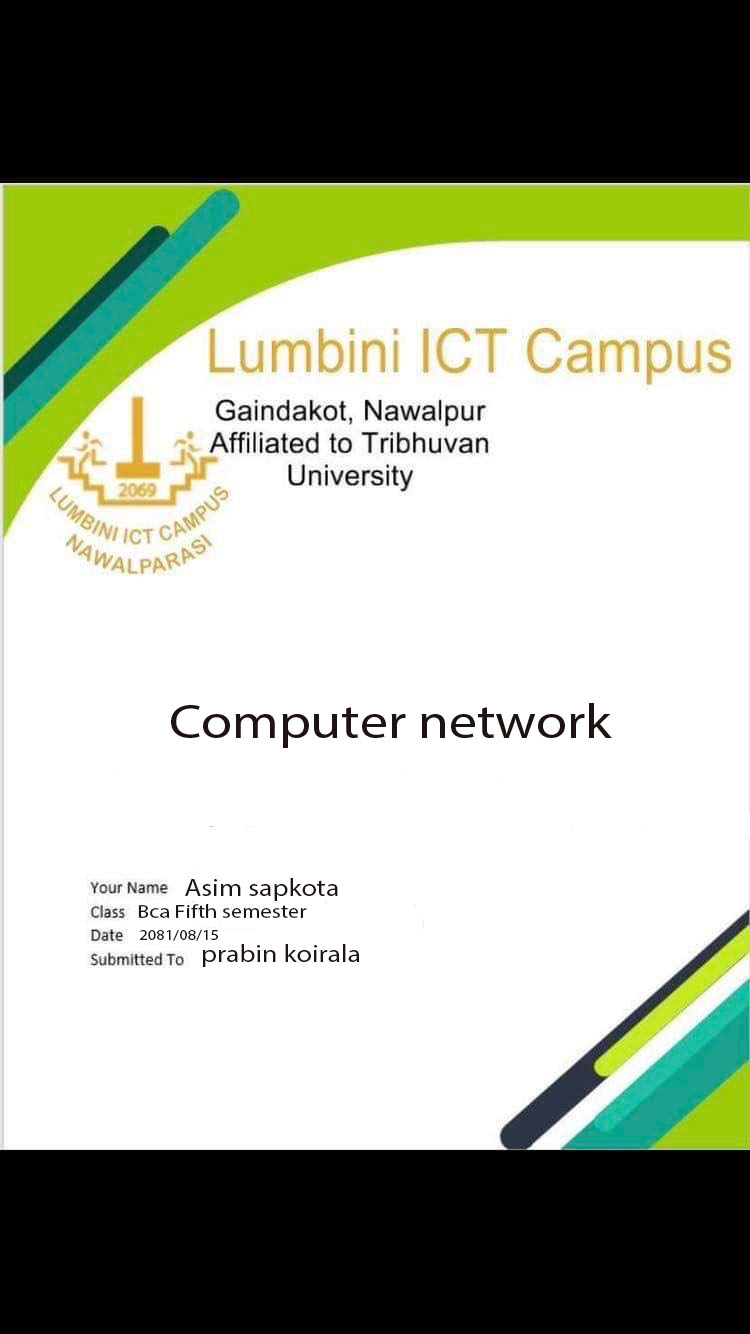 Lumbini ICT Campus
Gaindakot, Nawalpur
Affiliated to Tribhuvan
University
2069
LUMBINI ICT CAMPUS
NAWALPARASI
Computer network
Your Name Asim sapkota
Class Bca Fifth semester
Date 2081/08/15
Submitted To prabin koirala